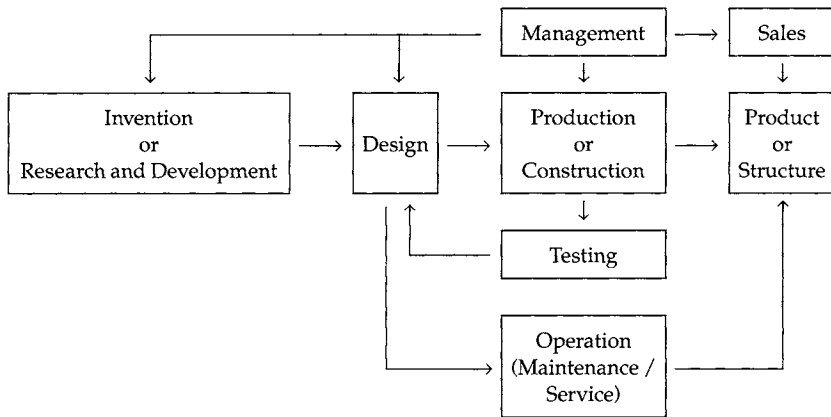 Management
Sales
Invention
or
Research and Development
Design
Production
or
Construction
Product
or
Structure
Testing
Operation
(Maintenance /
Service)